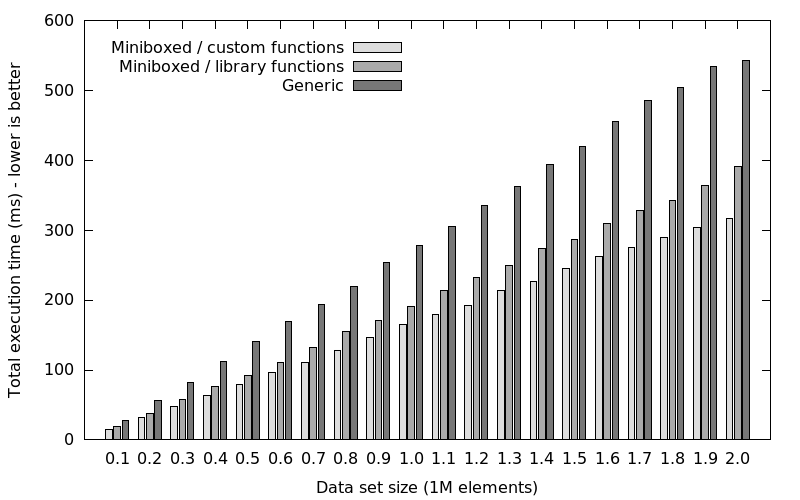 600
500
400
300
200
100
0
Total execution time (ms) - lower is better
Miniboxed / custom functions
Miniboxed / library functions
Generic
0.1 0.2 0.3 0.4 0.5 0.6 0.7 0.8 0.9 1.0 1.1 1.2 1.3 1.4 1.5 1.6 1.7 1.8 1.9 2.0
Data set size (1M elements)